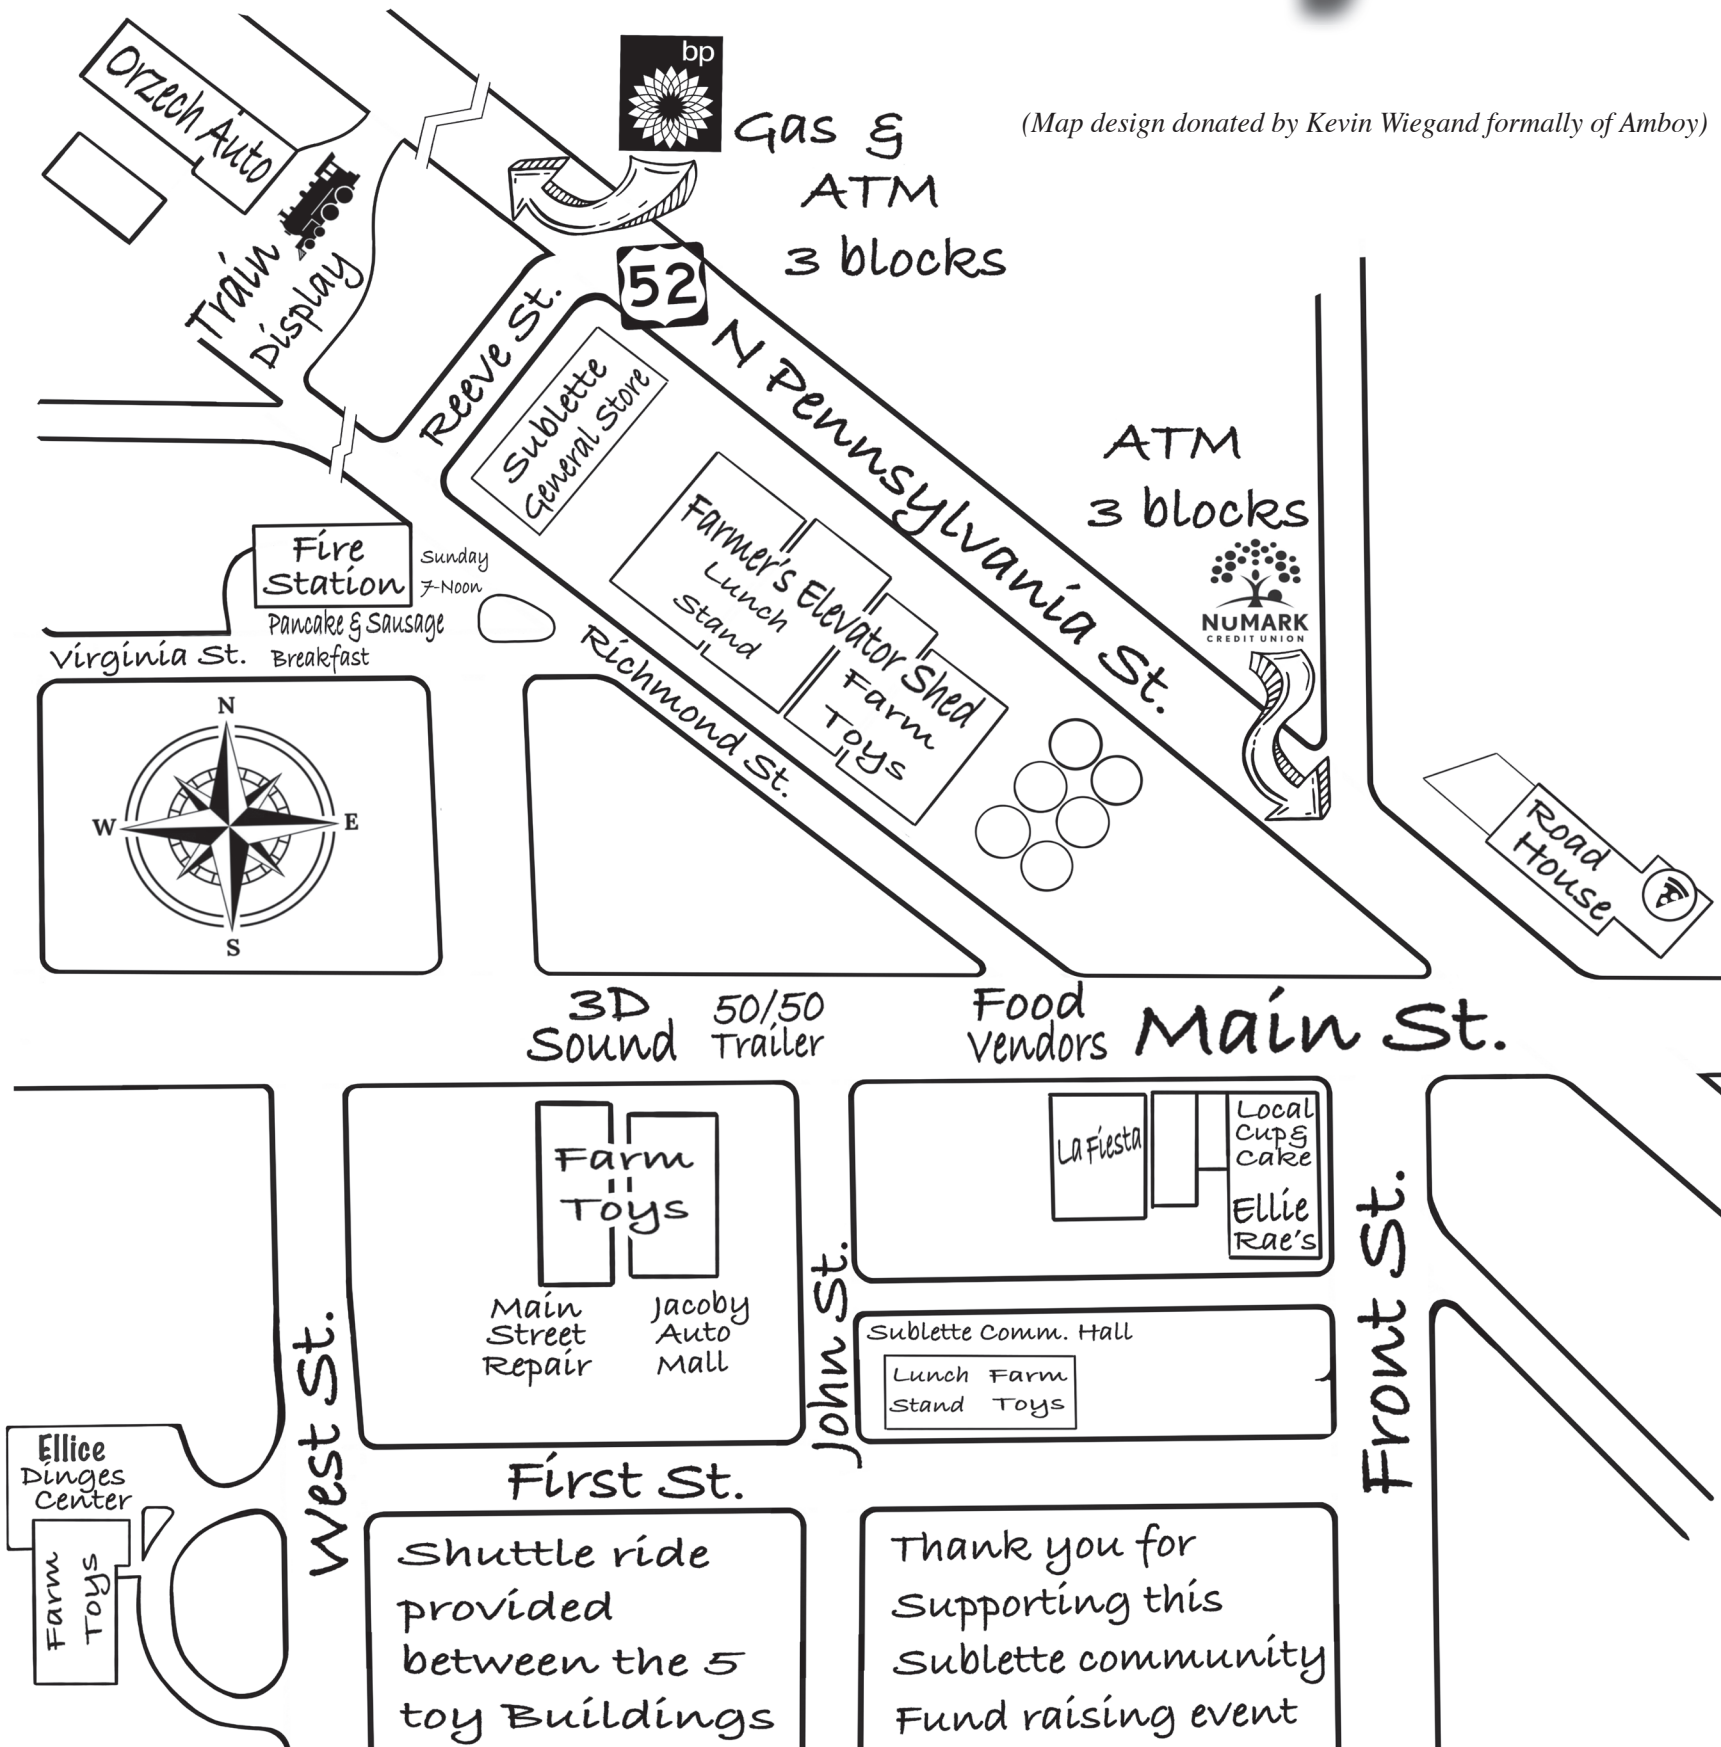 Orzech Auto
bp
Gas &
ATM
3 blocks
(Map design donated by Kevin Wiegand formally of Amboy)
Train
Display
52
Reeve St.
N Pennsylvania St.
Sublette
General Store
ATM
3 blocks
NUMARK
CREDIT UNION
Farmer's Elevator Shed
Lunch
Stand
Farm
Toys
Fire
Station
Sunday
7-Noon
Pancake & Sausage
Breakfast
Virginia St.
Richmond St.
N
W
E
S
Road
House
3D
Sound
50/50
Trailer
Food
Vendors
Main St.
Farm
Toys
Main
Street
Repair
Jacoby
Auto
Mall
La Fiesta
Local
Cup &
Cake
Ellie
Rae's
West St.
John St.
Front St.
Sublette Comm. Hall
Lunch
Stand
Farm
Toys
First St.
Ellice
Dinges
Center
Farm
Toys
Shuttle ride
provided
between the 5
toy Buildings
Thank you for
Supporting this
Sublette community
Fund raising event